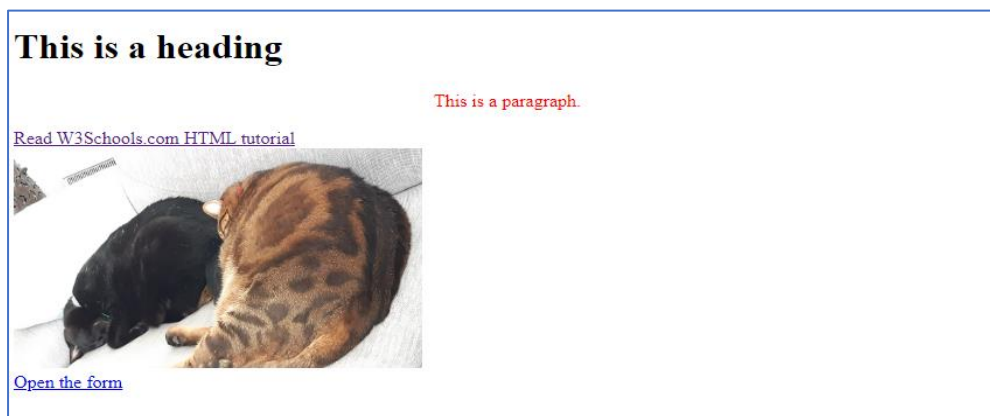 This is a heading
This is a paragraph.
Read W3Schools.com HTML tutorial
Open the form